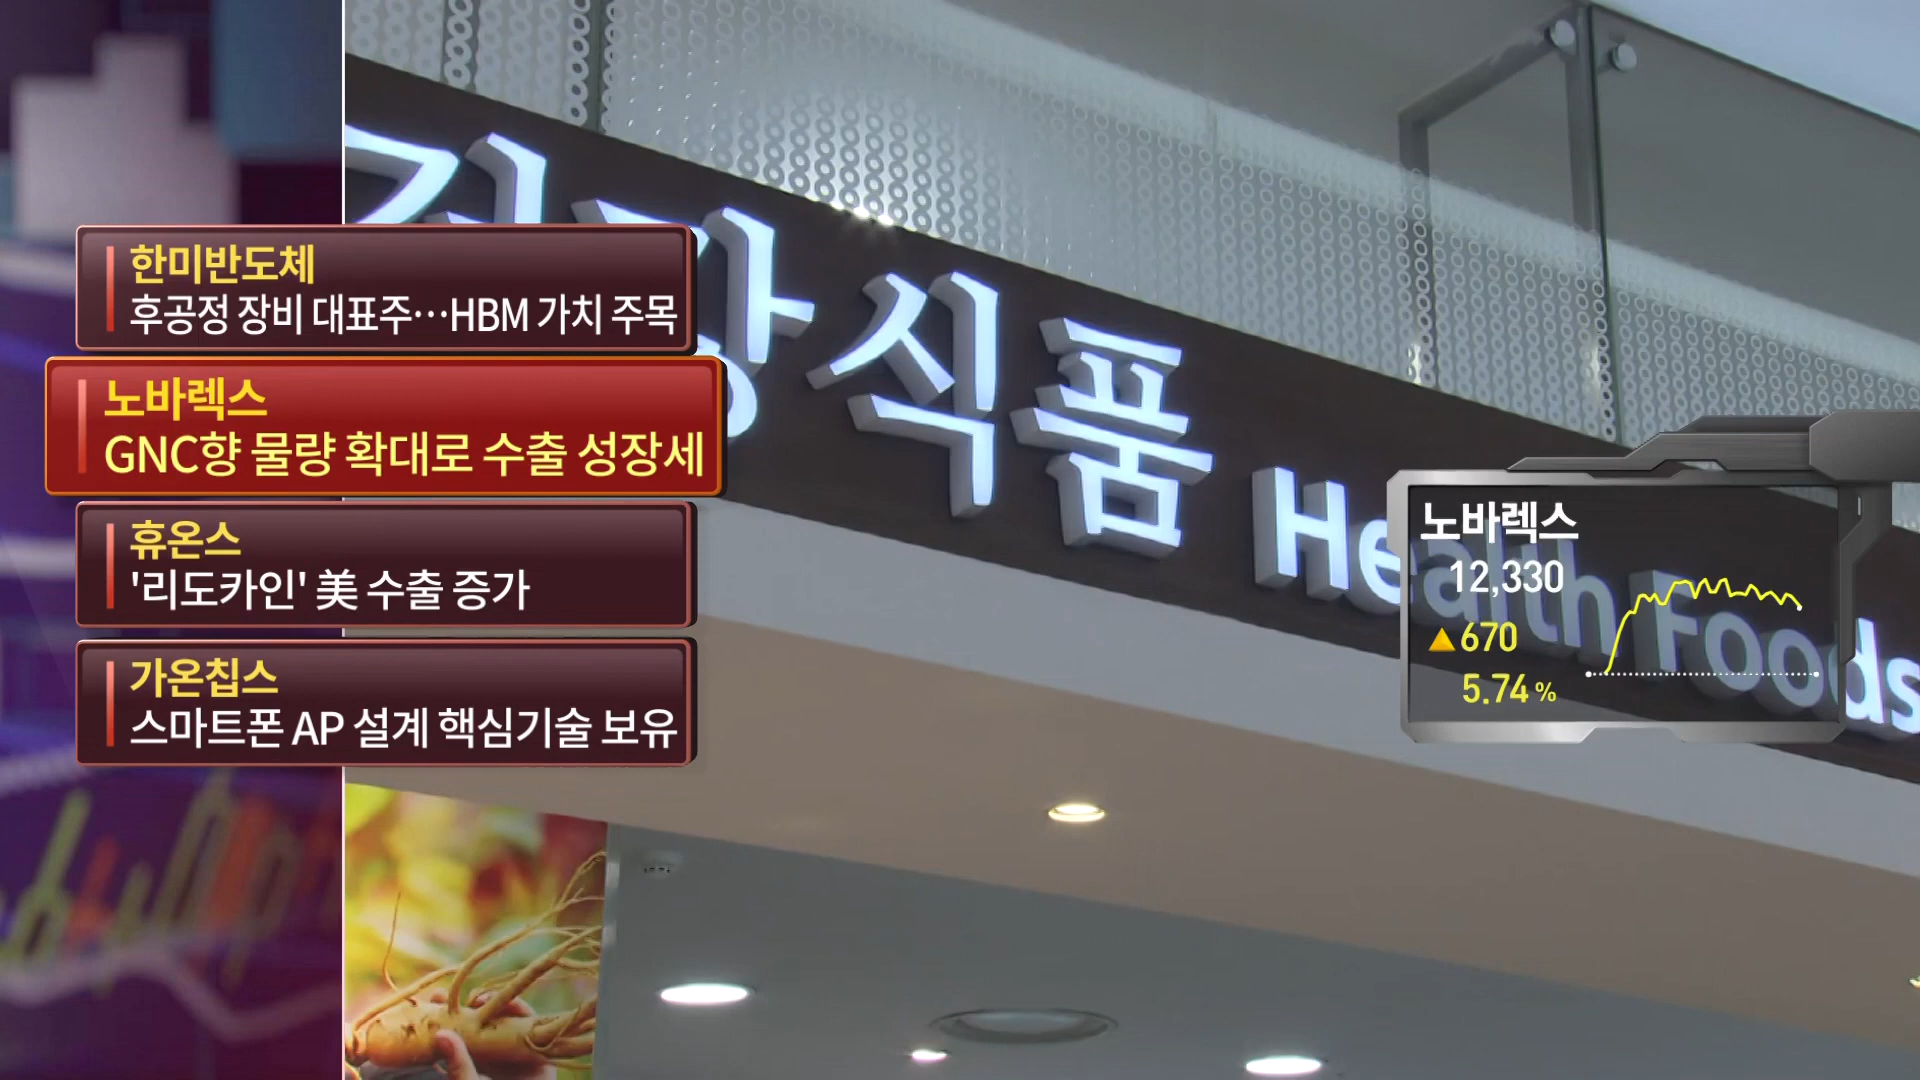 한미반도체
후공정 장비 대표주…HBM 가치 주목
노바렉스
GNC향 물량 확대로 수출 성장세
휴온스
'리도카인' 美 수출 증가
가온칩스
스마트폰 AP 설계 핵심기술 보유
건강식품 Health Foods
노바렉스
12,330
▲670
5.74 %